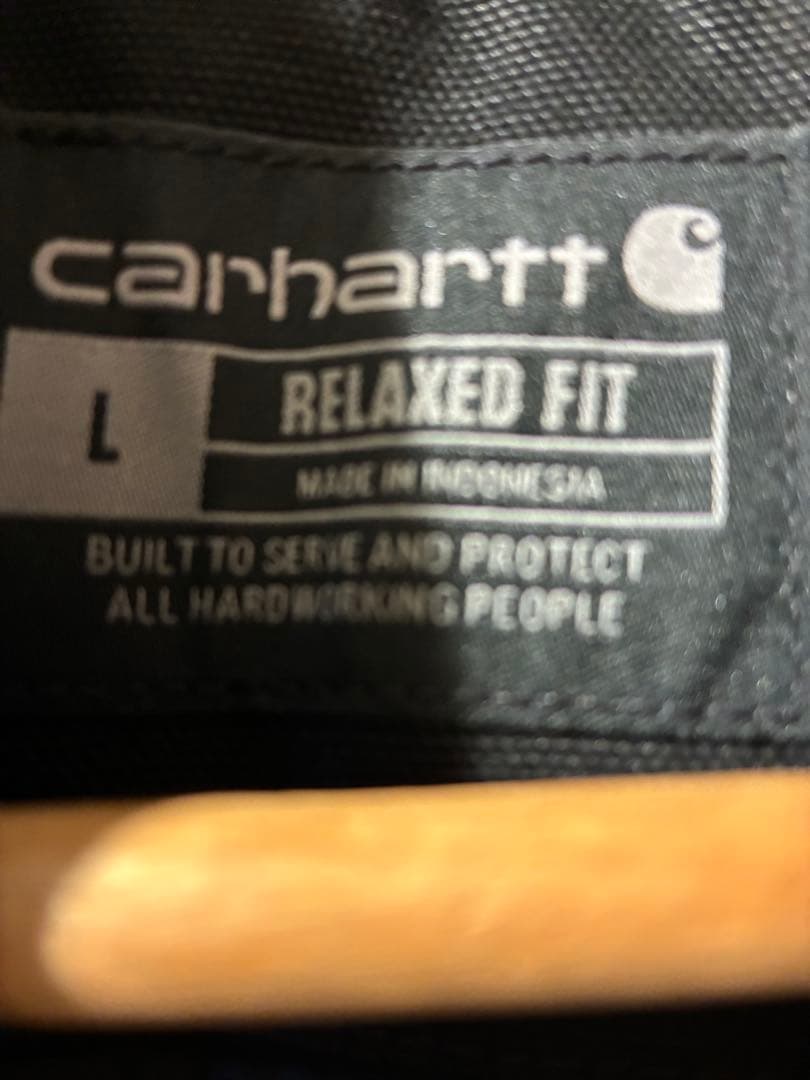 carhartt
L
RELAXED FIT
MADE IN INDONESIA
BUILT TO SERVE AND PROTECT
ALL HARDWORKING PEOPLE